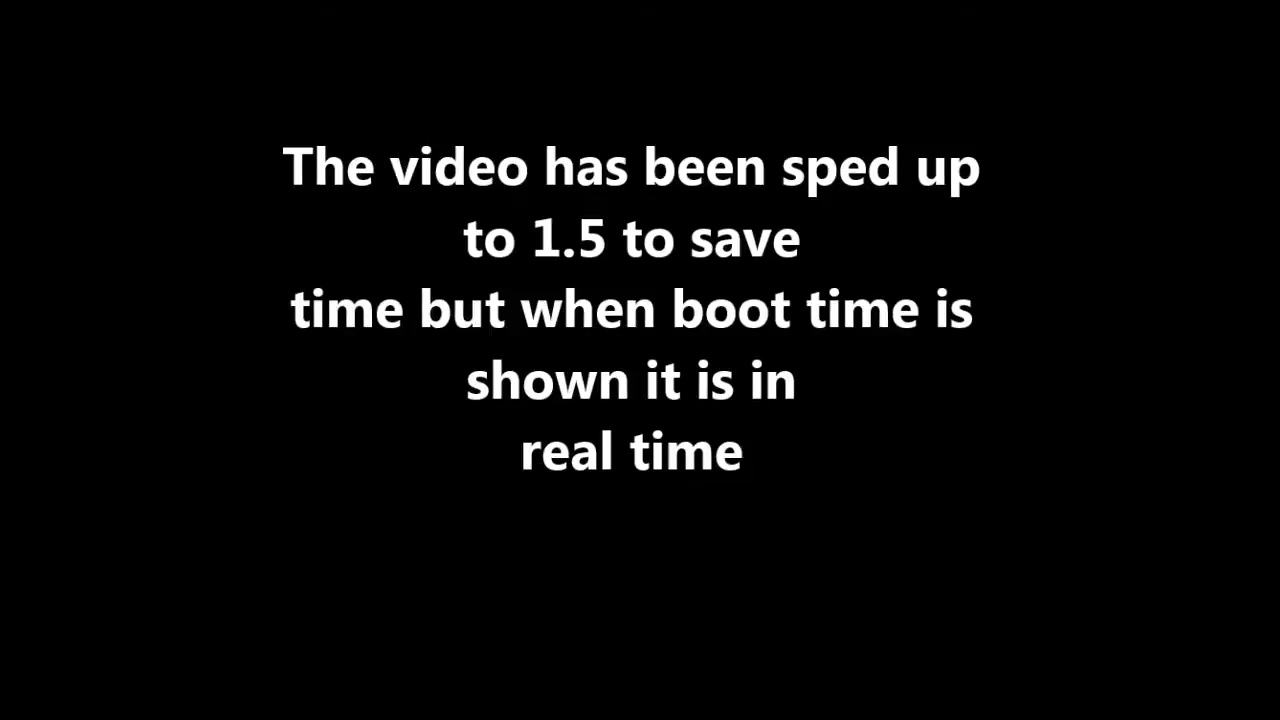 The video has been sped up
to 1.5 to save
time but when boot time is
shown it is in
real time